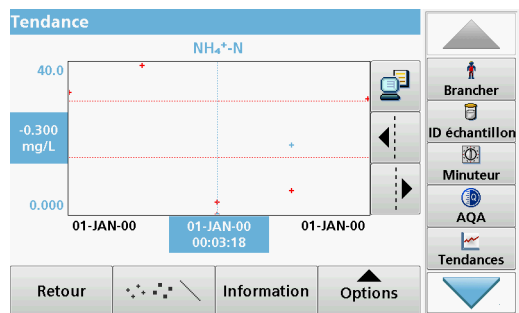 Tendance
NH₄⁺-N
40.0
-0.300
mg/L
0.000
01-JAN-00
01-JAN-00
00:03:18
01-JAN-00
Retour
Information
Options
Brancher
ID échantillon
Minuteur
AQA
Tendances